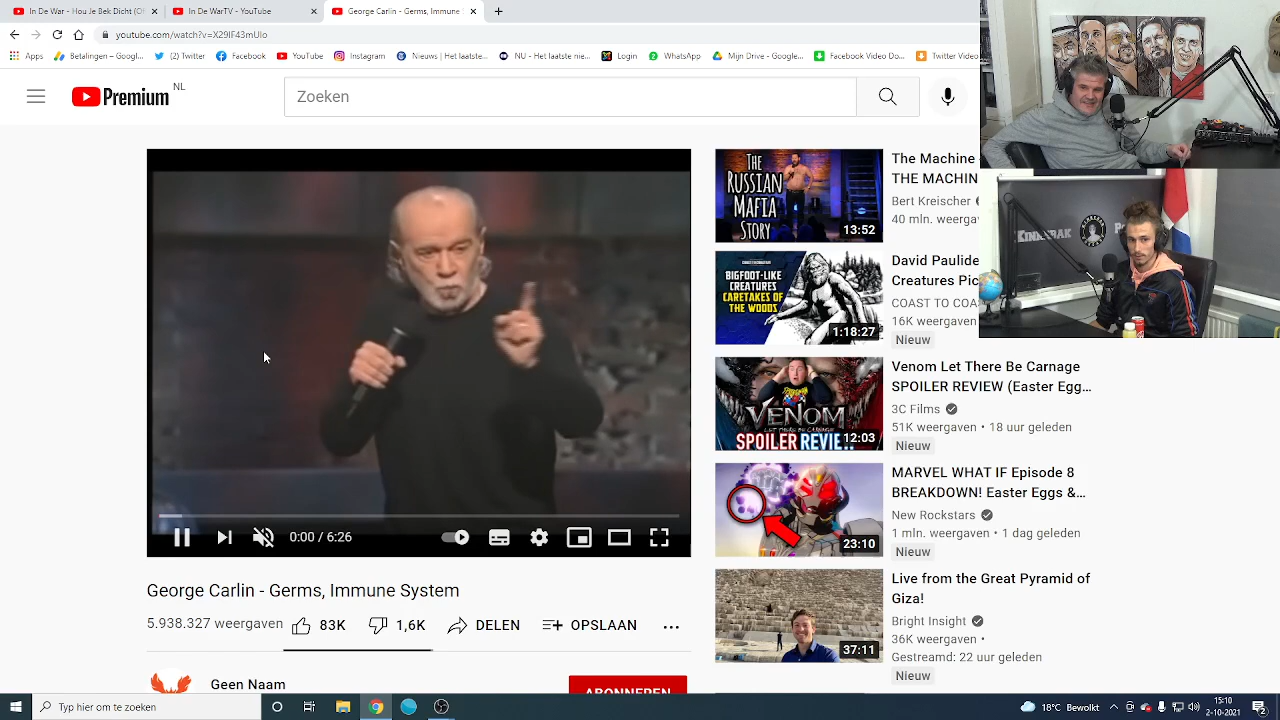 In De War - Hou Je Bek Dicht (Of
In De WarT - YouTube
George Carlin - Germs, Immune S
youtube.com/watch?v=X29lF43mUlo
Apps
Betalingen – Google...
(2) Twitter
Facebook
YouTube
Instagram
Nieuws | Het laatste...
NU - Het laatste nie...
Login
WhatsApp
Mijn Drive - Google...
Facebook Video Do...
Twitter Video
Premium NL
Zoeken
THE
RUSSIAN
MAFIA
STORY
13:52
The Machine
THE MACHIN
Bert Kreischer
40 mln. weergav
BIGFOOT-LIKE
CREATURES
CARETAKES OF
THE WOODS
1:18:27
David Paulide
Creatures Pic
COAST TO COA
16K weergaven
Nieuw
VENOM
LET THERE BE CARNAGE
SPOILER REVIEW
12:03
Venom Let There Be Carnage
SPOILER REVIEW (Easter Egg...
3C Films
51K weergaven • 18 uur geleden
Nieuw
23:10
MARVEL WHAT IF Episode 8
BREAKDOWN! Easter Eggs &...
New Rockstars
1 mln. weergaven • 1 dag geleden
Nieuw
37:11
Live from the Great Pyramid of
Giza!
Bright Insight
36K weergaven •
Gestreamd: 22 uur geleden
Nieuw
0:00 / 6:26
George Carlin - Germs, Immune System
5.938.327 weergaven
83K
1,6K
DELEN
OPSLAAN
Geen Naam
ABONNEREN
Typ hier om te zoeken
18°C Bewolkt
15:10
2-10-2021